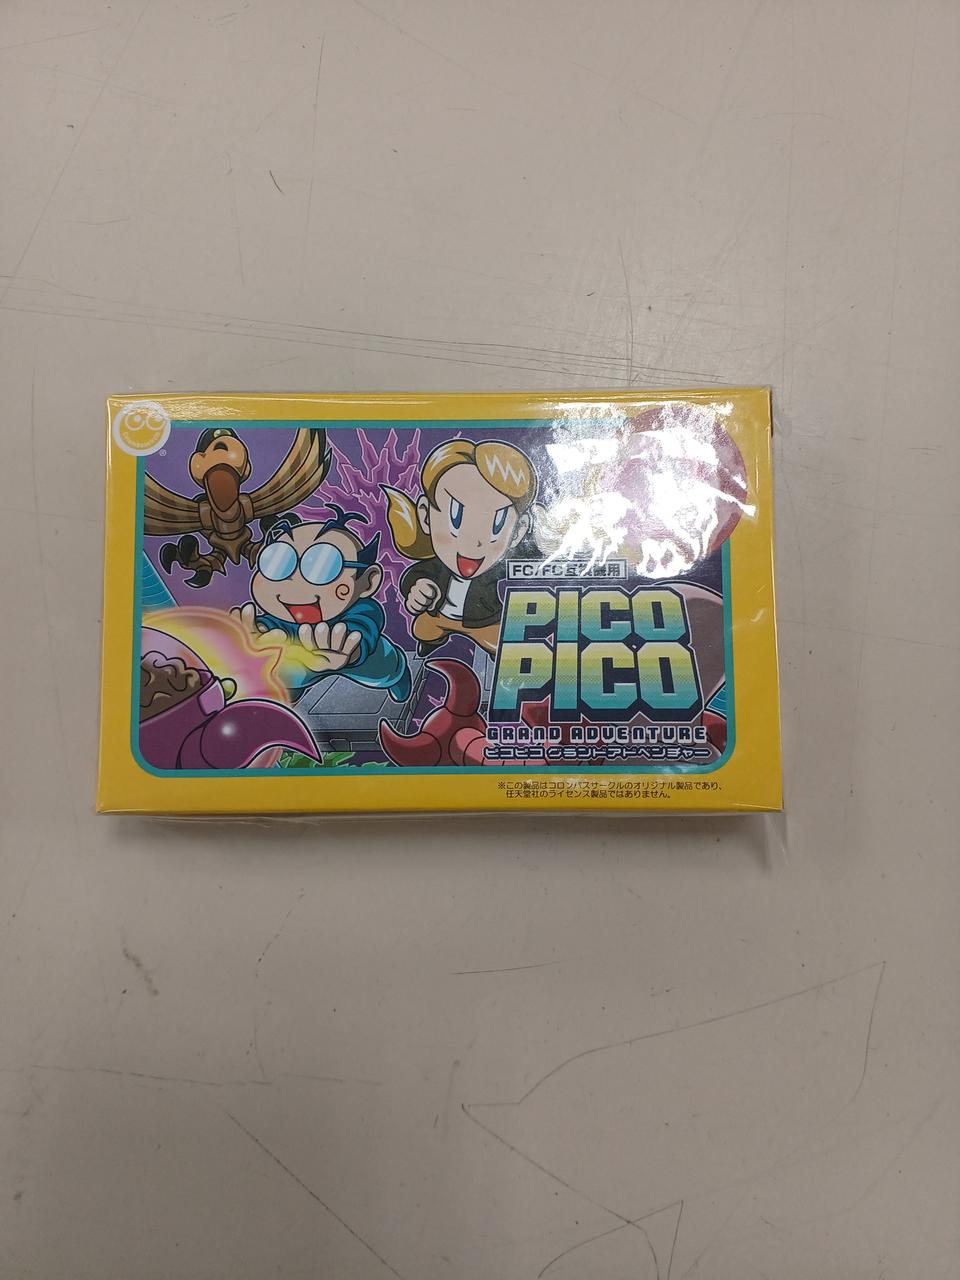 ®
FC/FC互換機用
PICO
PICO
GRAND ADVENTURE
ピコピコ グランドアドベンチャー
※この製品はコロンバスサークルのオリジナル製品であり、
任天堂社のライセンス製品ではありません。